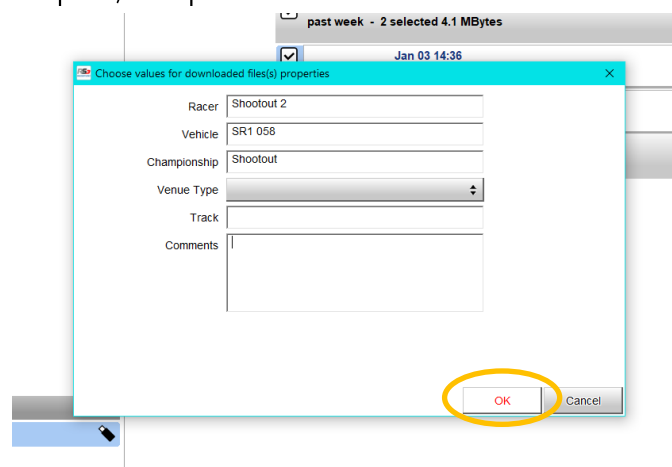 past week - 2 selected 4.1 MBytes
Jan 03 14:36
Choose values for downloaded files(s) properties
Racer Shootout 2
Vehicle SR1 058
Championship Shootout
Venue Type
Track
Comments
OK Cancel